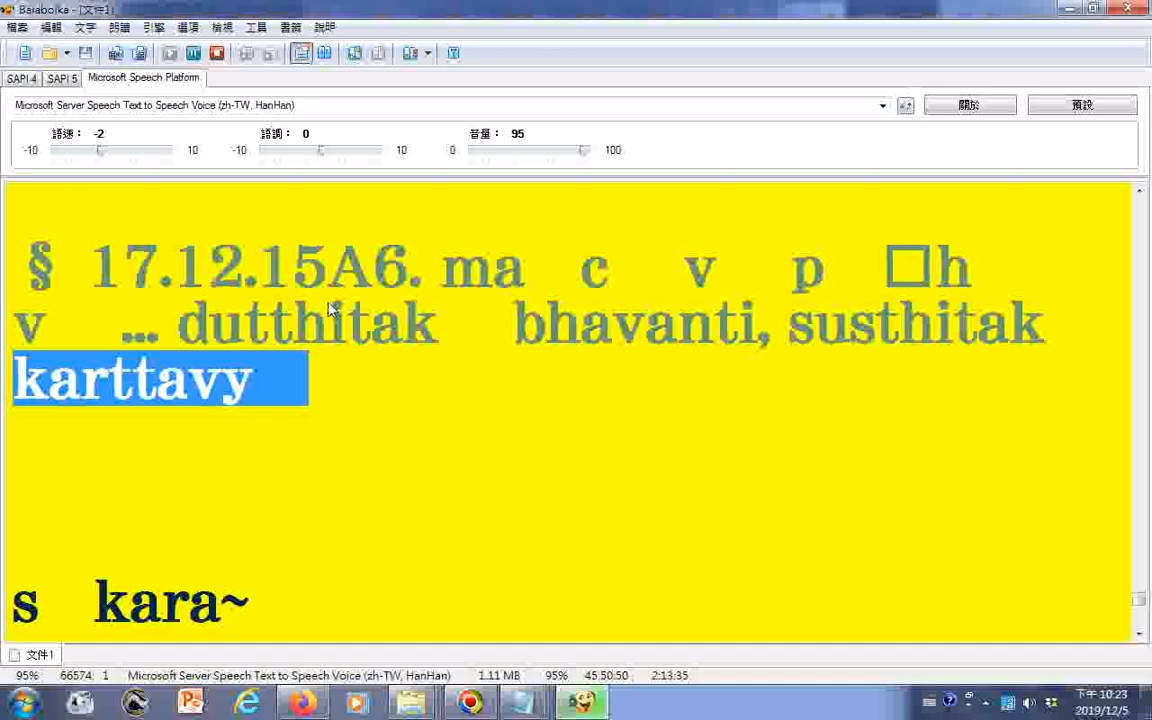 Balabolka - [文件1]
檔案 編輯 文字 朗讀 引擎 選項 檢視 工具 書籤 說明
SAPI 4 SAPI 5 Microsoft Speech Platform
Microsoft Server Speech Text to Speech Voice (zh-TW, HanHan) 關於 預設
語速： -2 語調： 0 音量： 95
-10 10 -10 10 0 100
§ 17.12.15A6. ma c v p □h
v ... dutthitak bhavanti, susthitak
karttavy
s kara~
文件1
95% 66574: 1 Microsoft Server Speech Text to Speech Voice (zh-TW, HanHan) 1.11 MB 95% 45:50:50 2:13:35
下午 10:23
2019/12/5